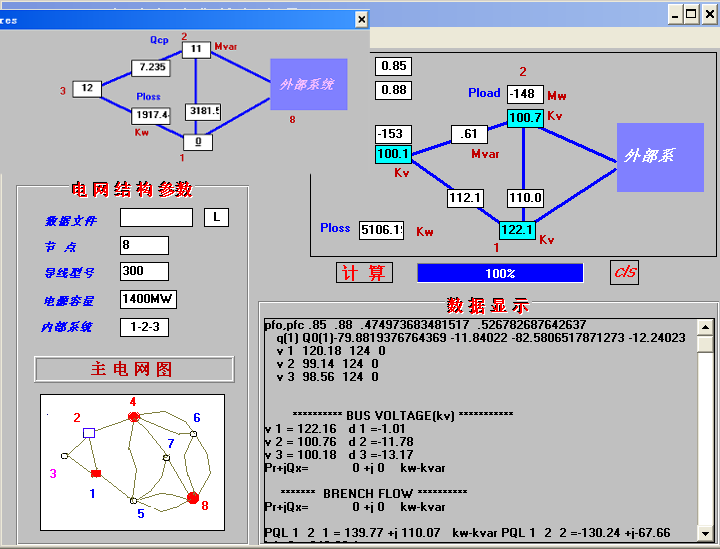 res
Qcp
2
11
Mvar
7.235
3
12
外部系统
Ploss
1917.4
3181.5
8
Kw
0
1
0.85
0.88
2
Pload
-148
Mw
100.7
Kv
-153
.61
100.1
Mvar
Kv
外部系
112.1
110.0
Ploss
5106.1
Kw
122.1
Kv
1
电网结构参数
数据文件
L
节 点
8
导线型号
300
电源容量
1400MW
内部系统
1-2-3
主电网图
4
2
6
7
3
1
5
8
计 算
100%
cls
数据显示
pfo,pfc .85 .88 .474973683481517 .526782687642637
q(1) Q0(1)-79.8819376764369 -11.84022 -82.5806517871273 -12.24023
v 1 120.18 124 0
v 2 99.14 124 0
v 3 98.56 124 0
********** BUS VOLTAGE(kv) ***********
v 1 = 122.16 d 1 =-1.01
v 2 = 100.76 d 2 =-11.78
v 3 = 100.18 d 3 =-13.17
Pr+jQx= 0 +j 0 kw-kvar
******* BRENCH FLOW **********
Pr+jQx= 0 +j 0 kw-kvar
PQL 1 2 1 = 139.77 +j 110.07 kw-kvar PQL 1 2 2 =-130.24 +j-67.66